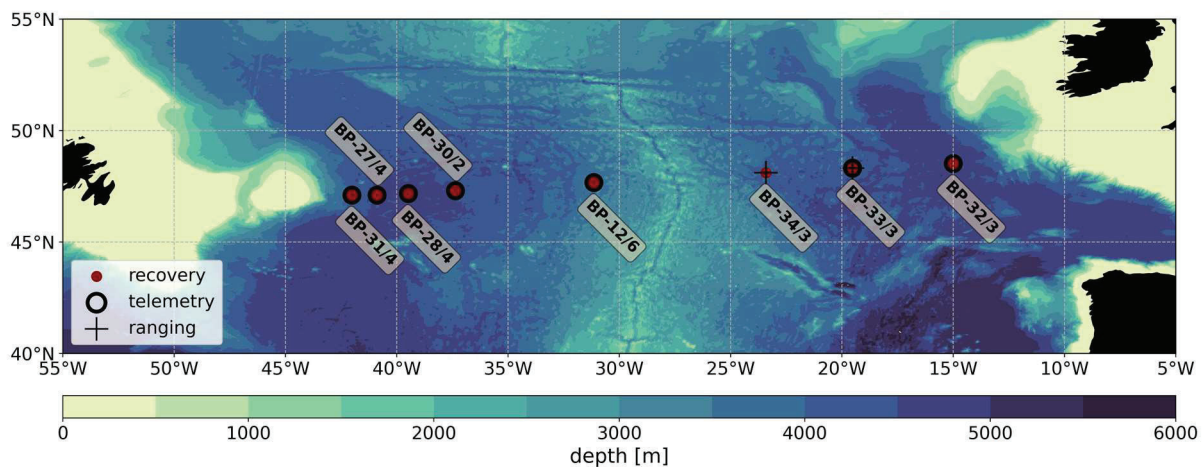 55°N
50°N
45°N
40°N
BP-27/4
BP-30/2
BP-31/4
BP-28/4
BP-12/6
BP-34/3
BP-33/3
BP-32/3
recovery
telemetry
ranging
55°W 50°W 45°W 40°W 35°W 30°W 25°W 20°W 15°W 10°W 5°W
0 1000 2000 3000 4000 5000 6000
depth [m]